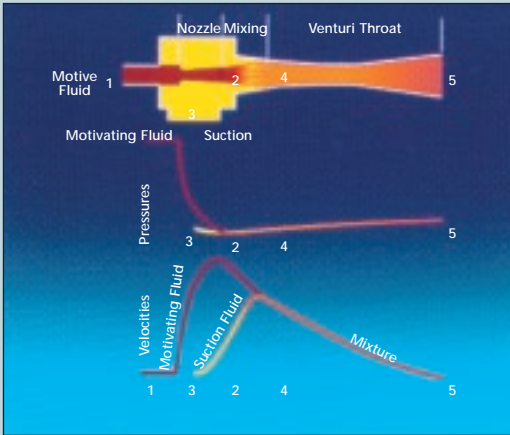 Nozzle Mixing Venturi Throat
Motive
Fluid
1
2
4
5
3
Motivating Fluid Suction
Pressures
3
2
4
5
Velocities
Motivating Fluid
Suction Fluid
Mixture
1 3 2 4 5